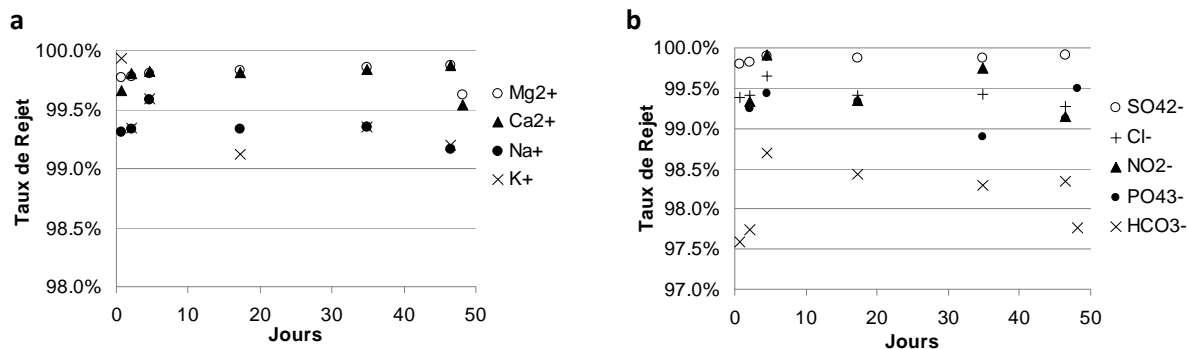 a
100.0%
99.5%
99.0%
98.5%
98.0%
Taux de Rejet
0 10 20 30 40 50
Jours
Mg2+
Ca2+
Na+
K+
b
100.0%
99.5%
99.0%
98.5%
98.0%
97.5%
97.0%
Taux de Rejet
0 10 20 30 40 50
Jours
SO42-
Cl-
NO2-
PO43-
HCO3-